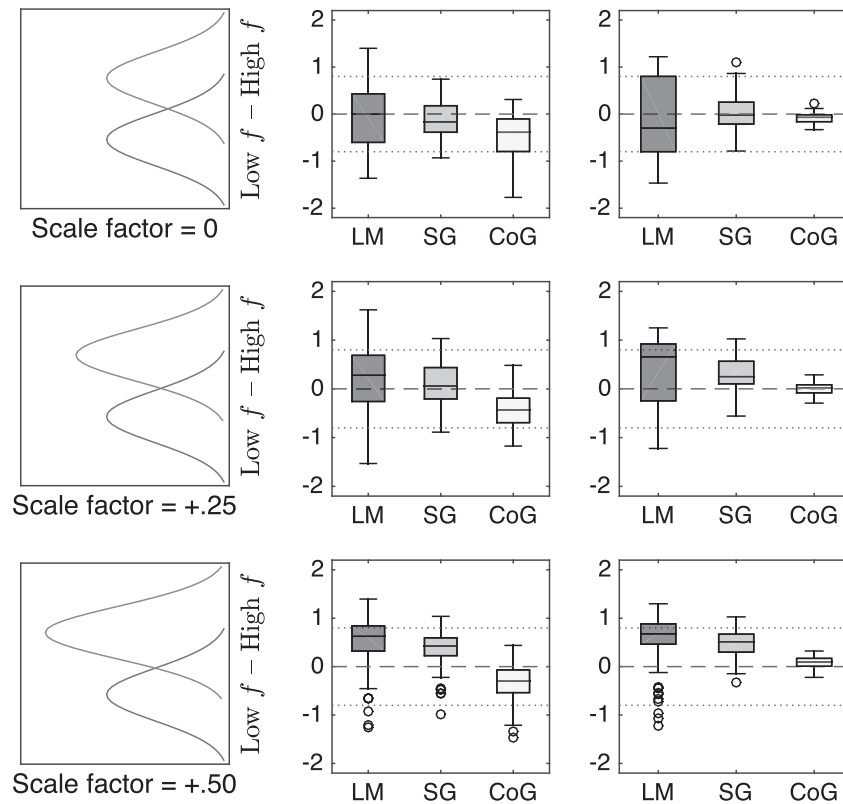 Low f − High f
2
1
0
-1
-2
LM SG CoG
2
1
0
-1
-2
LM SG CoG
Scale factor = 0
Low f − High f
2
1
0
-1
-2
LM SG CoG
2
1
0
-1
-2
LM SG CoG
Scale factor = +.25
Low f − High f
2
1
0
-1
-2
LM SG CoG
2
1
0
-1
-2
LM SG CoG
Scale factor = +.50